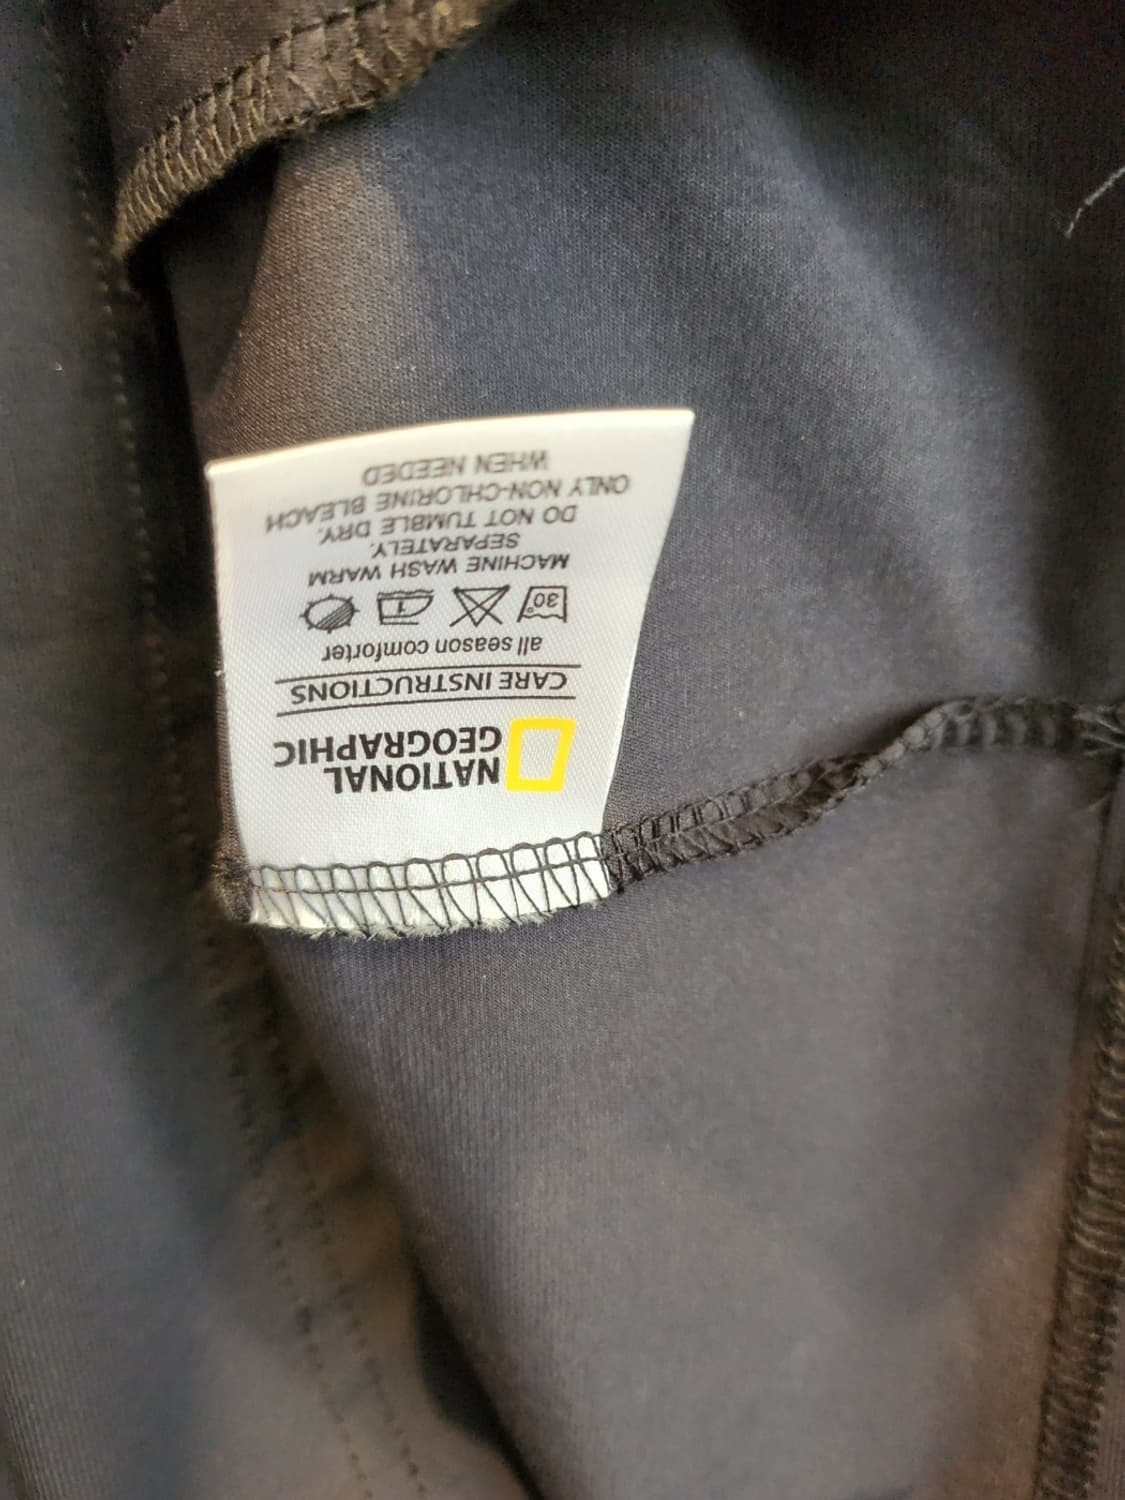 NATIONAL
GEOGRAPHIC
CARE INSTRUCTIONS
all season comforter
30°
MACHINE WASH WARM
SEPARATELY.
DO NOT TUMBLE DRY.
ONLY NON-CHLORINE BLEACH
WHEN NEEDED